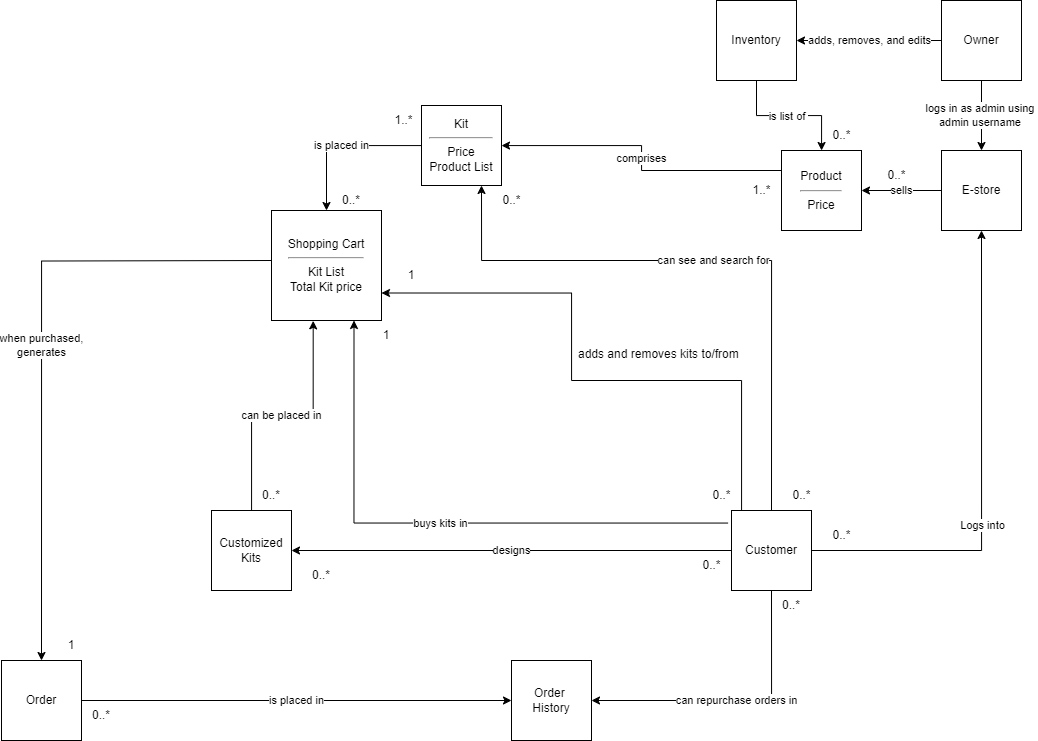 Inventory
adds, removes, and edits
Owner
logs in as admin using
admin username
is list of
0..*
1..*
Kit
Price
Product List
is placed in
0..*
0..*
comprises
1..*
Product
Price
0..*
sells
E-store
Shopping Cart
Kit List
Total Kit price
can see and search for
1
1
when purchased,
generates
adds and removes kits to/from
can be placed in
0..*
0..*
0..*
buys kits in
Logs into
0..*
Customized
Kits
designs
Customer
0..*
0..*
0..*
1
Order
0..*
is placed in
Order
History
can repurchase orders in